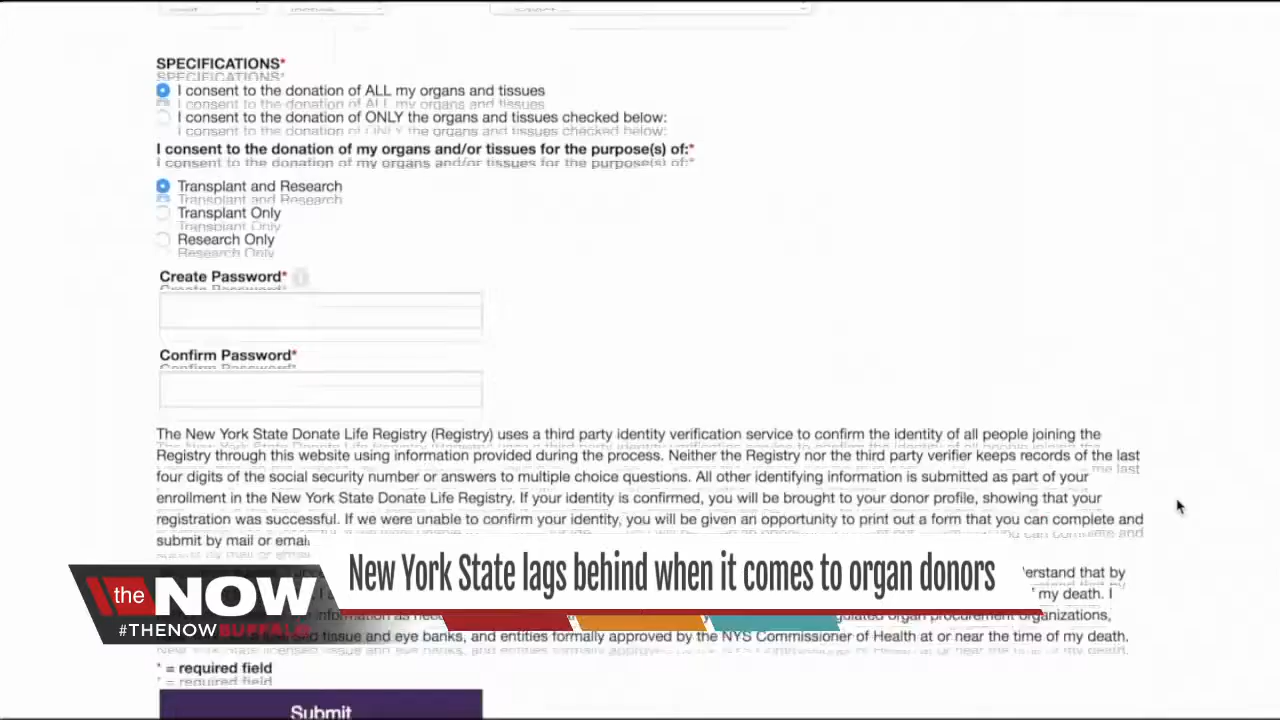 SPECIFICATIONS*
I consent to the donation of ALL my organs and tissues
I consent to the donation of ONLY the organs and tissues checked below:
I consent to the donation of my organs and/or tissues for the purpose(s) of:*
Transplant and Research
Transplant Only
Research Only
Create Password*
Confirm Password*
The New York State Donate Life Registry (Registry) uses a third party identity verification service to confirm the identity of all people joining the
Registry through this website using information provided during the process. Neither the Registry nor the third party verifier keeps records of the last
four digits of the social security number or answers to multiple choice questions. All other identifying information is submitted as part of your
enrollment in the New York State Donate Life Registry. If your identity is confirmed, you will be brought to your donor profile, showing that your
registration was successful. If we were unable to confirm your identity, you will be given an opportunity to print out a form that you can complete and
submit by mail or email.
New York State lags behind when it comes to organ donors
erstand that by
the NOW
my death. I
#THENOWBUFFALO
organ procurement organizations,
tissue and eye banks, and entities formally approved by the NYS Commissioner of Health at or near the time of my death.
* = required field
Submit